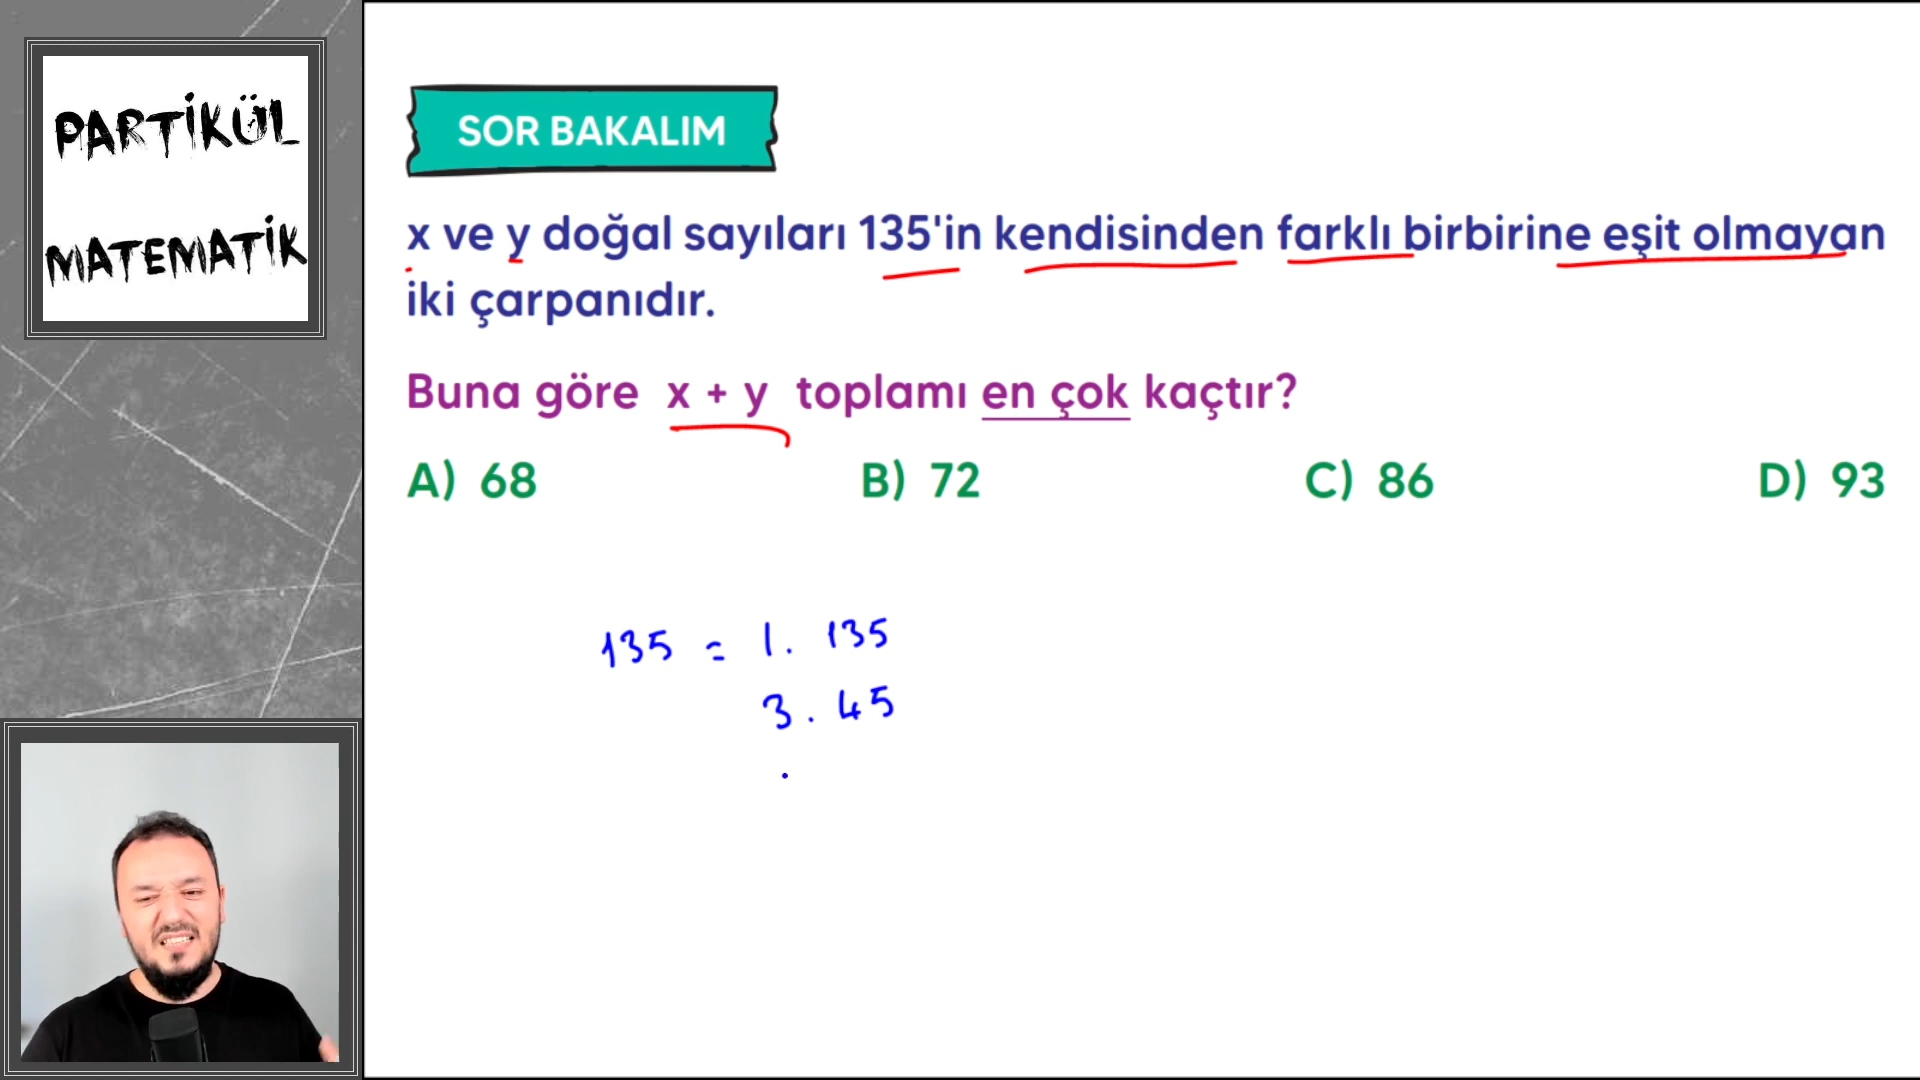 PARTİKÜL
MATEMATİK
SOR BAKALIM
x ve y doğal sayıları 135'in kendisinden farklı birbirine eşit olmayan
iki çarpanıdır.
Buna göre x + y toplamı en çok kaçtır?
A) 68 B) 72 C) 86 D) 93
135 = 1. 135
3. 45